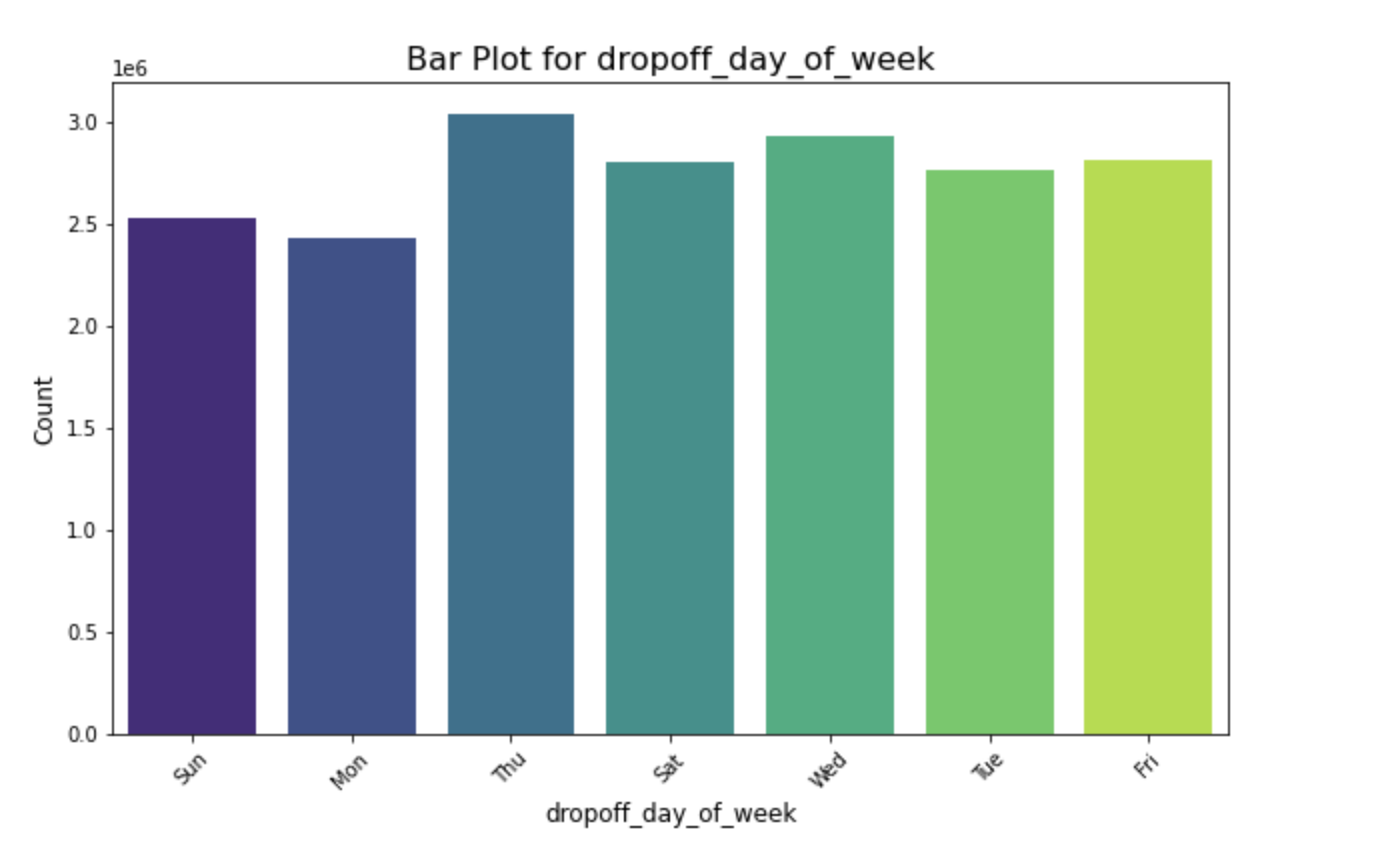 Bar Plot for dropoff_day_of_week
1e6
3.0
2.5
2.0
1.5
1.0
0.5
0.0
Count
Sun Mon Thu Sat Wed Tue Fri
dropoff_day_of_week